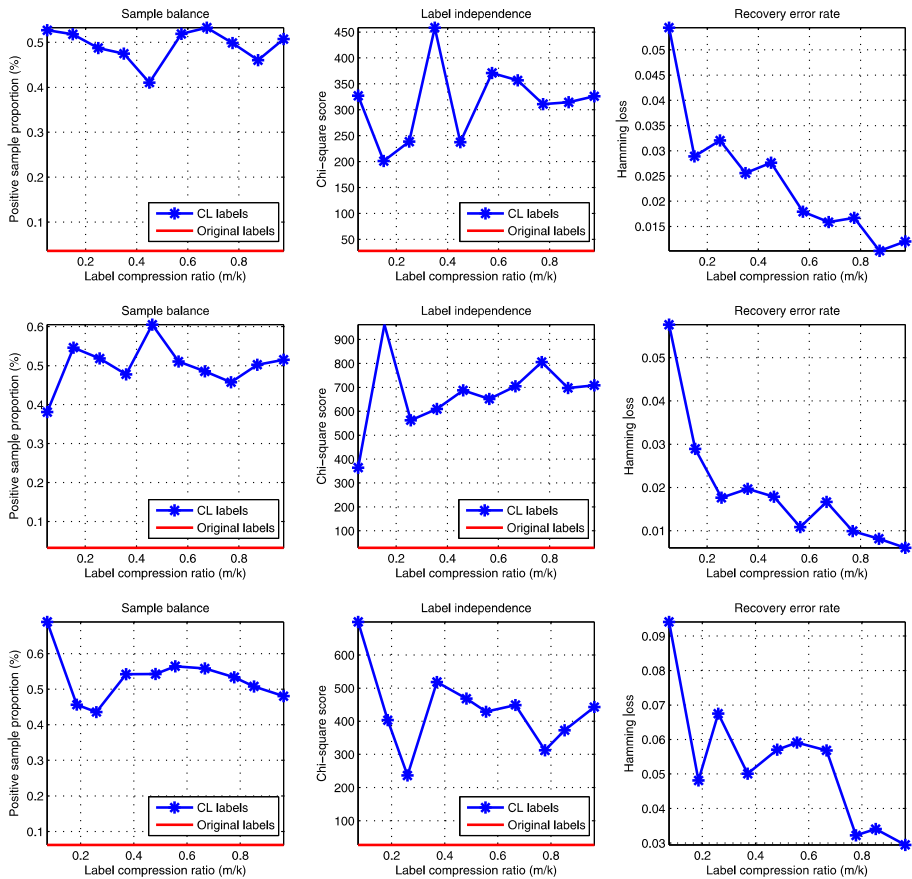 Sample balance
Positive sample proportion (%)
0.5
0.4
0.3
0.2
0.1
0.2 0.4 0.6 0.8
Label compression ratio (m/k)
CL labels
Original labels
Label independence
Chi-square score
450
400
350
300
250
200
150
100
50
0.2 0.4 0.6 0.8
Label compression ratio (m/k)
CL labels
Original labels
Recovery error rate
Hamming loss
0.05
0.045
0.04
0.035
0.03
0.025
0.02
0.015
0.2 0.4 0.6 0.8
Label compression ratio (m/k)
Sample balance
Positive sample proportion (%)
0.6
0.5
0.4
0.3
0.2
0.1
0.2 0.4 0.6 0.8
Label compression ratio (m/k)
CL labels
Original labels
Label independence
Chi-square score
900
800
700
600
500
400
300
200
100
0.2 0.4 0.6 0.8
Label compression ratio (m/k)
CL labels
Original labels
Recovery error rate
Hamming loss
0.05
0.04
0.03
0.02
0.01
0.2 0.4 0.6 0.8
Label compression ratio (m/k)
Sample balance
Positive sample proportion (%)
0.6
0.5
0.4
0.3
0.2
0.1
0.2 0.4 0.6 0.8
Label compression ratio (m/k)
CL labels
Original labels
Label independence
Chi-square score
600
500
400
300
200
100
0.2 0.4 0.6 0.8
Label compression ratio (m/k)
CL labels
Original labels
Recovery error rate
Hamming loss
0.09
0.08
0.07
0.06
0.05
0.04
0.03
0.2 0.4 0.6 0.8
Label compression ratio (m/k)